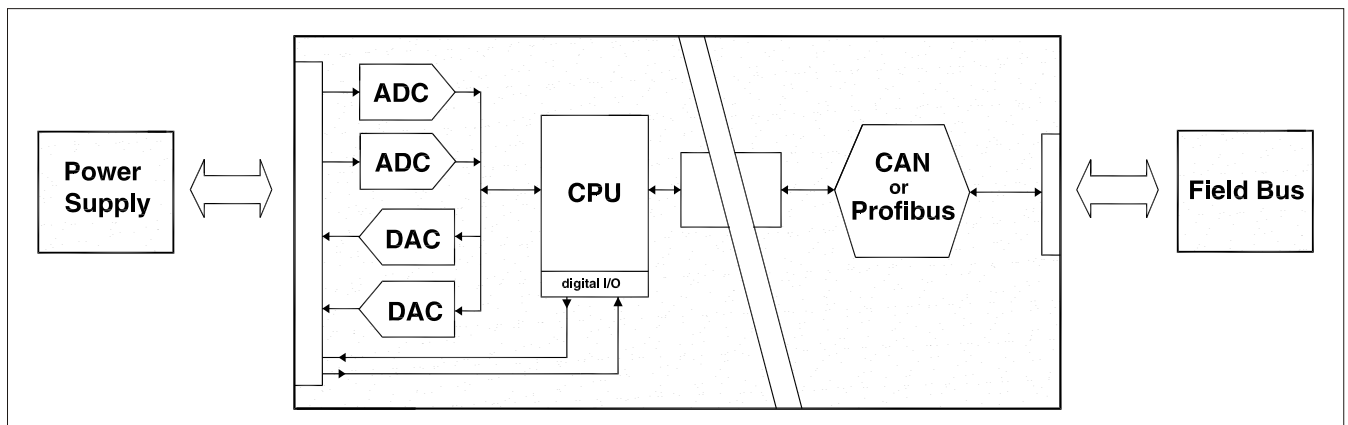 Power
Supply
ADC
ADC
DAC
DAC
CPU
digital I/O
CAN
or
Profibus
Field Bus